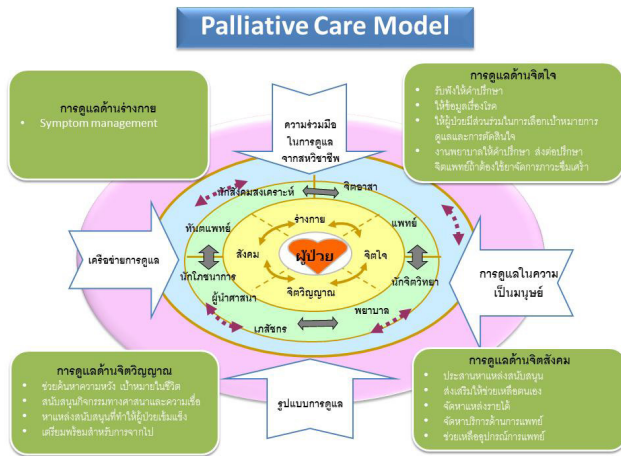 Palliative Care Model
การดูแลด้านร่างกาย
• Symptom management
ความร่วมมือ
ในการดูแล
จากสหวิชาชีพ
การดูแลด้านจิตใจ
• รับฟังให้คำปรึกษา
• ให้ข้อมูลเรื่องโรค
• ให้ผู้ป่วยมีส่วนร่วมในการเลือกเป้าหมายการ
ดูแลและการตัดสินใจ
• งานพยาบาลให้คำปรึกษา ส่งต่อปรึกษา
จิตแพทย์ถ้าต้องใช้ยาจัดการภาวะซึมเศร้า
นักสังคมสงเคราะห์
จิตอาสา
ทันตแพทย์
ร่างกาย
แพทย์
เครือข่ายการดูแล
สังคม
ผู้ป่วย
จิตใจ
การดูแลในความ
เป็นมนุษย์
นักโภชนาการ
จิตวิญญาณ
นักจิตวิทยา
ผู้นำศาสนา
เภสัชกร
พยาบาล
การดูแลด้านจิตวิญญาณ
• ช่วยค้นหาความหวัง เป้าหมายในชีวิต
• สนับสนุนกิจกรรมทางศาสนาและความเชื่อ
• หาแหล่งสนับสนุนที่ทำให้ผู้ป่วยเข้มแข็ง
• เตรียมพร้อมสำหรับการจากไป
รูปแบบการดูแล
การดูแลด้านจิตสังคม
• ประสานหาแหล่งสนับสนุน
• ส่งเสริมให้ช่วยเหลือตนเอง
• จัดหาแหล่งรายได้
• จัดหาบริการด้านการแพทย์
• ช่วยเหลืออุปกรณ์การแพทย์